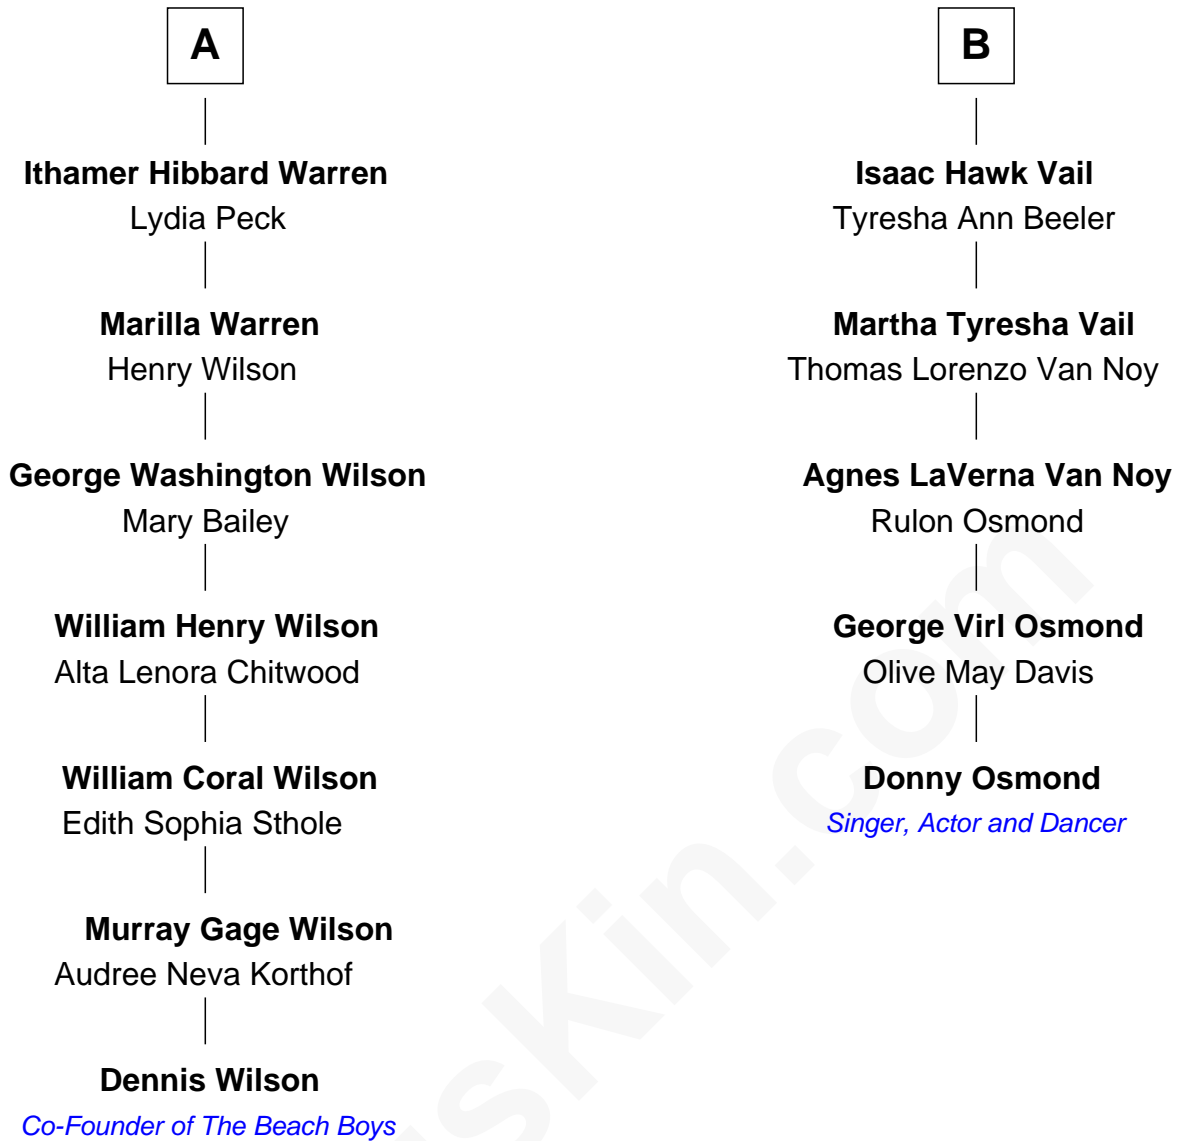 A
Ithamer Hibbard Warren
Lydia Peck
Marilla Warren
Henry Wilson
George Washington Wilson
Mary Bailey
William Henry Wilson
Alta Lenora Chitwood
William Coral Wilson
Edith Sophia Sthole
Murray Gage Wilson
Audree Neva Korthof
Dennis Wilson
Co-Founder of The Beach Boys
B
Isaac Hawk Vail
Tyresha Ann Beeler
Martha Tyresha Vail
Thomas Lorenzo Van Noy
Agnes LaVerna Van Noy
Rulon Osmond
George Virl Osmond
Olive May Davis
Donny Osmond
Singer, Actor and Dancer